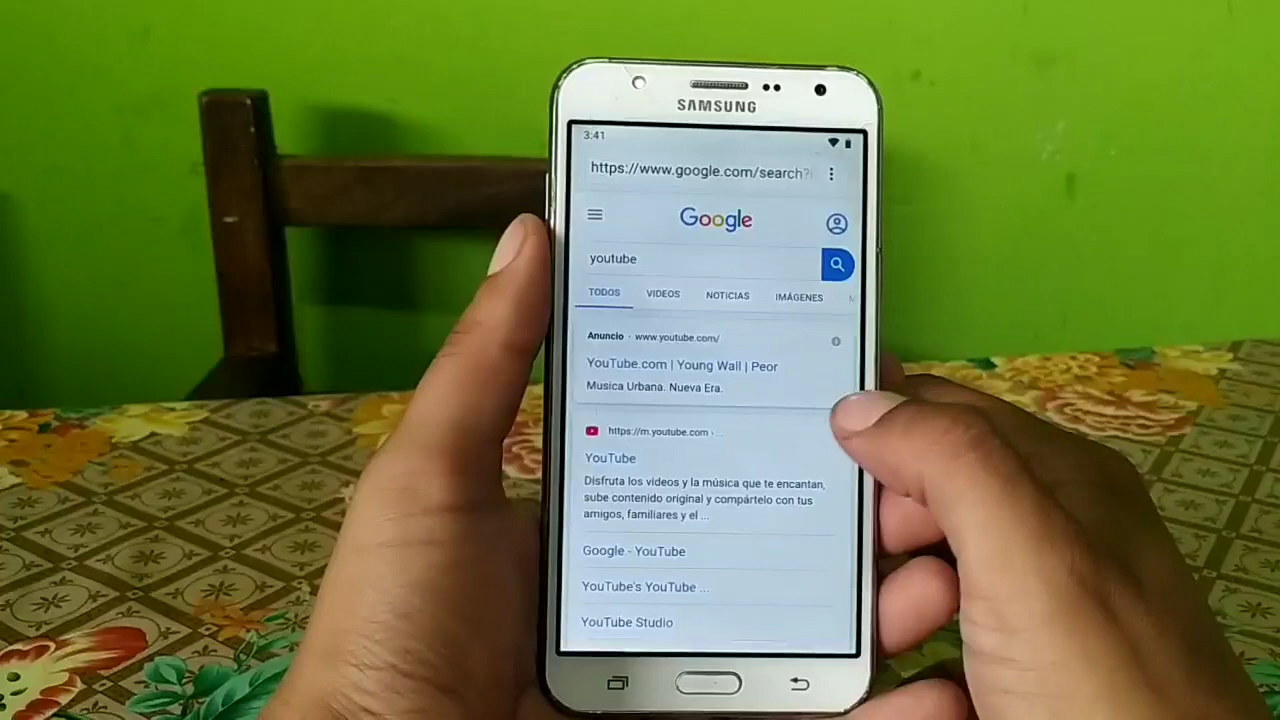 SAMSUNG
3:41
https://www.google.com/search?
Google
youtube
TODOS VIDEOS NOTICIAS IMÁGENES
Anuncio · www.youtube.com/
YouTube.com | Young Wall | Peor
Musica Urbana. Nueva Era.
https://m.youtube.com › ...
YouTube
Disfruta los videos y la música que te encantan,
sube contenido original y compártelo con tus
amigos, familiares y el ...
Google - YouTube
YouTube's YouTube ...
YouTube Studio